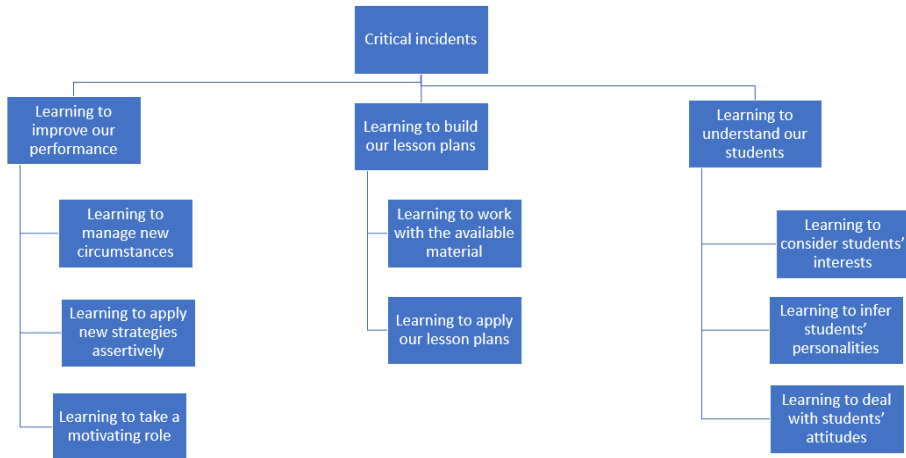 Critical incidents
Learning to
improve our
performance
Learning to
manage new
circumstances
Learning to apply
new strategies
assertively
Learning to take a
motivating role
Learning to build
our lesson plans
Learning to work
with the available
material
Learning to apply
our lesson plans
Learning to
understand our
students
Learning to
consider students’
interests
Learning to infer
students’
personalities
Learning to deal
with students’
attitudes